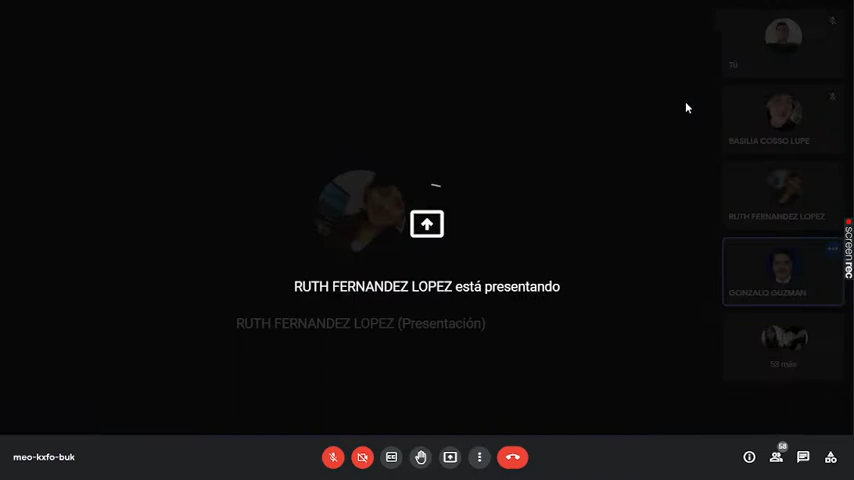 Tú
BASILIA COSSO LUPE
RUTH FERNANDEZ LOPEZ
GONZALO GUZMAN
53 más
RUTH FERNANDEZ LOPEZ está presentando
RUTH FERNANDEZ LOPEZ (Presentación)
screenrec
meo-kxfo-buk
58